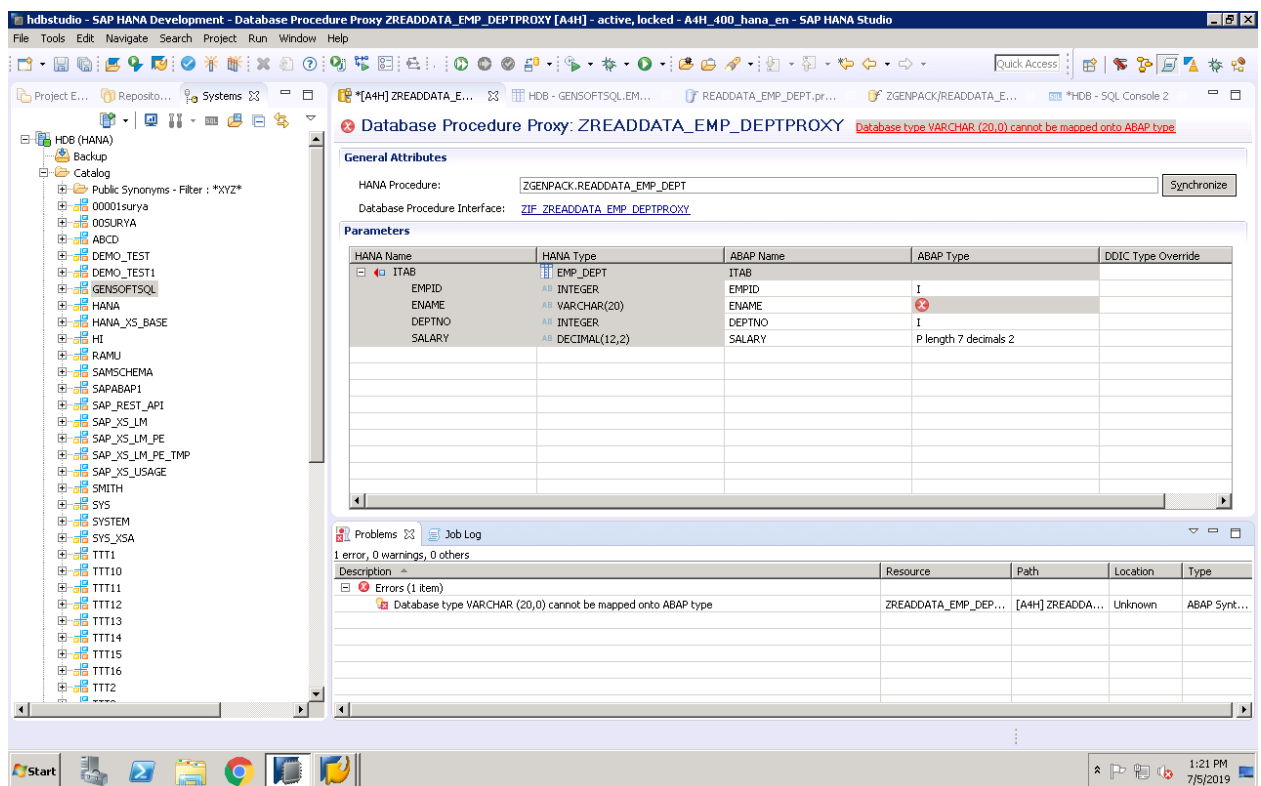 hdbstudio - SAP HANA Development - Database Procedure Proxy ZREADDATA_EMP_DEPTPROXY [A4H] - active, locked - A4H_400_hana_en - SAP HANA Studio
File Tools Edit Navigate Search Project Run Window Help
Quick Access
Project E... Reposito... Systems
*[A4H] ZREADDATA_E... HDB - GENSOFTSQL.EM... READDATA_EMP_DEPT.pr... ZGENPACK/READDATA_E... *HDB - SQL Console 2
HDB (HANA)
Backup
Catalog
Public Synonyms - Filter : *XYZ*
00001surya
00SURYA
ABCD
DEMO_TEST
DEMO_TEST1
GENSOFTSQL
HANA
HANA_XS_BASE
HI
RAMU
SAMSCHEMA
SAPABAP1
SAP_REST_API
SAP_XS_LM
SAP_XS_LM_PE
SAP_XS_LM_PE_TMP
SAP_XS_USAGE
SMITH
SYS
SYSTEM
SYS_XSA
TTT1
TTT10
TTT11
TTT12
TTT13
TTT14
TTT15
TTT16
TTT2
Database Procedure Proxy: ZREADDATA_EMP_DEPTPROXY Database type VARCHAR (20,0) cannot be mapped onto ABAP type
General Attributes
HANA Procedure: ZGENPACK.READDATA_EMP_DEPT Synchronize
Database Procedure Interface: ZIF_ZREADDATA_EMP_DEPTPROXY
Parameters
HANA Name HANA Type ABAP Name ABAP Type DDIC Type Override
ITAB EMP_DEPT ITAB
EMPID AB INTEGER EMPID I
ENAME AB VARCHAR(20) ENAME
DEPTNO AB INTEGER DEPTNO I
SALARY AB DECIMAL(12,2) SALARY P length 7 decimals 2
Problems Job Log
1 error, 0 warnings, 0 others
Description Resource Path Location Type
Errors (1 item)
Database type VARCHAR (20,0) cannot be mapped onto ABAP type ZREADDATA_EMP_DEP... [A4H] ZREADDA... Unknown ABAP Synt...
Start
1:21 PM
7/5/2019